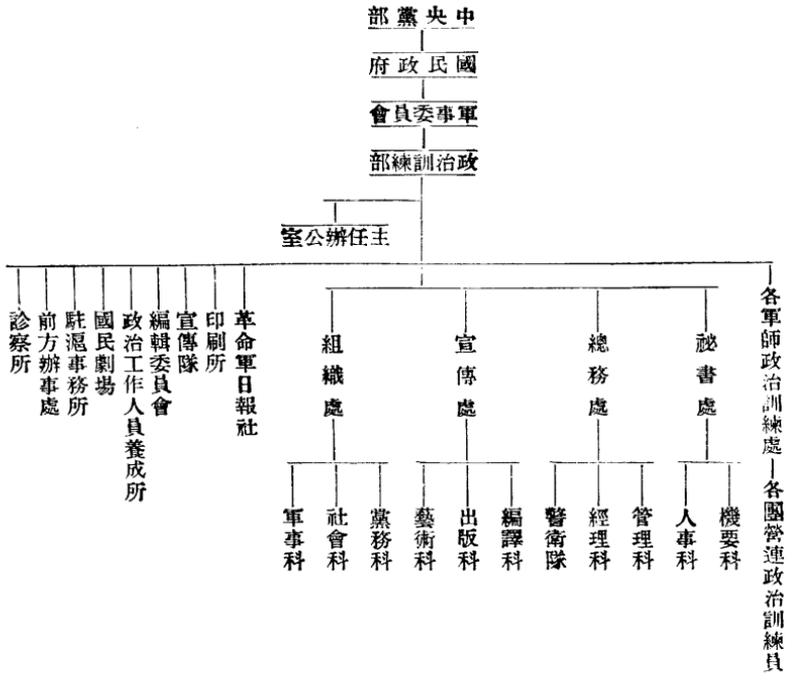 中央黨部
國民政府
軍事委員會
政治訓練部
主任辦公室
各軍師政治訓練處
各團營連政治訓練員
祕書處
機要科
人事科
總務處
管理科
經理科
警衛隊
宣傳處
編譯科
出版科
藝術科
組織處
黨務科
社會科
軍事科
革命軍日報社
印刷所
宣傳隊
編輯委員會
政治工作人員養成所
國民劇場
駐滬事務所
前方辦事處
診察所